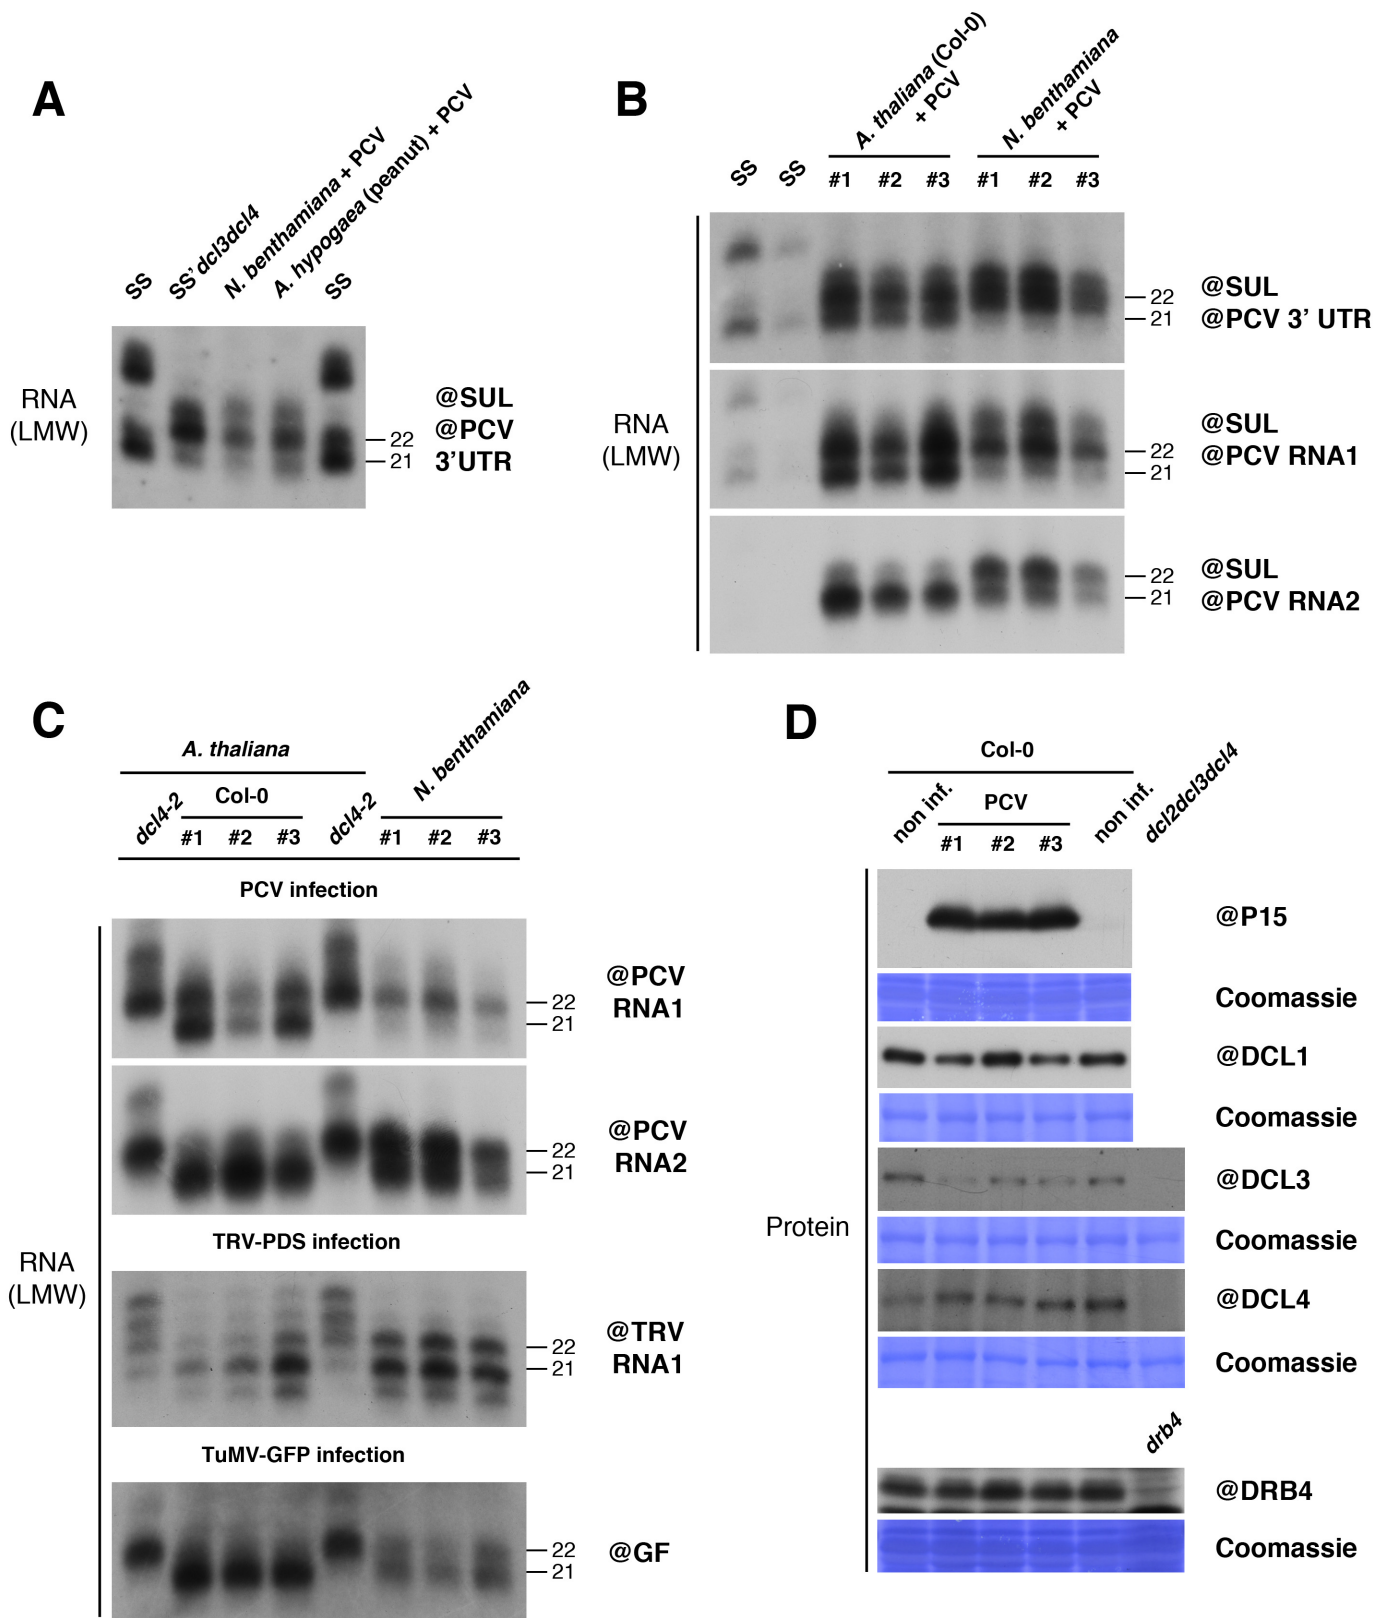 A
SS
SS’ dcl3dcl4
N. benthamiana + PCV
A. hypogaea (peanut) + PCV
SS
RNA
(LMW)
22
21
@SUL
@PCV
3’UTR
B
SS
SS
A. thaliana (Col-0)
+ PCV
N. benthamiana
+ PCV
#1 #2 #3 #1 #2 #3
RNA
(LMW)
22
21
@SUL
@PCV 3’ UTR
22
21
@SUL
@PCV RNA1
22
21
@SUL
@PCV RNA2
C
A. thaliana
N. benthamiana
dcl4-2
Col-0
dcl4-2
#1 #2 #3 #1 #2 #3
PCV infection
RNA
(LMW)
22
21
@PCV
RNA1
22
21
@PCV
RNA2
TRV-PDS infection
22
21
@TRV
RNA1
TuMV-GFP infection
22
21
@GF
D
Col-0
non inf.
PCV
non inf.
dcl2dcl3dcl4
#1 #2 #3
Protein
@P15
Coomassie
@DCL1
Coomassie
@DCL3
Coomassie
@DCL4
Coomassie
drb4
@DRB4
Coomassie